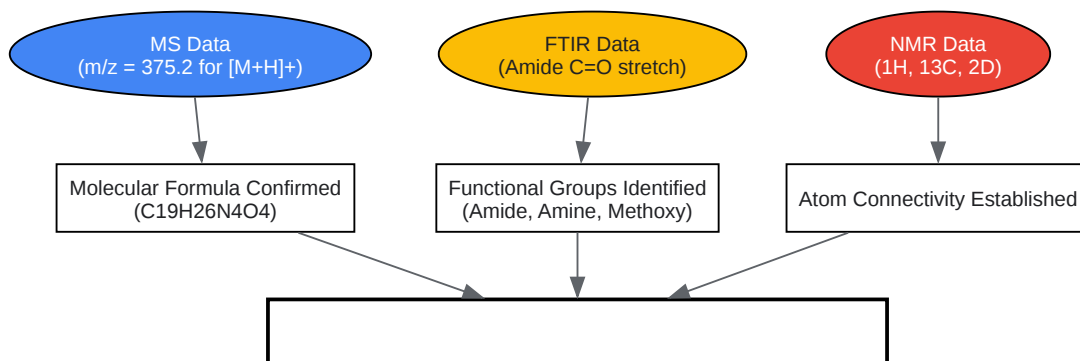 MS Data
(m/z = 375.2 for [M+H]+)
FTIR Data
(Amide C=O stretch)
NMR Data
(1H, 13C, 2D)
Molecular Formula Confirmed
(C19H26N4O4)
Functional Groups Identified
(Amide, Amine, Methoxy)
Atom Connectivity Established